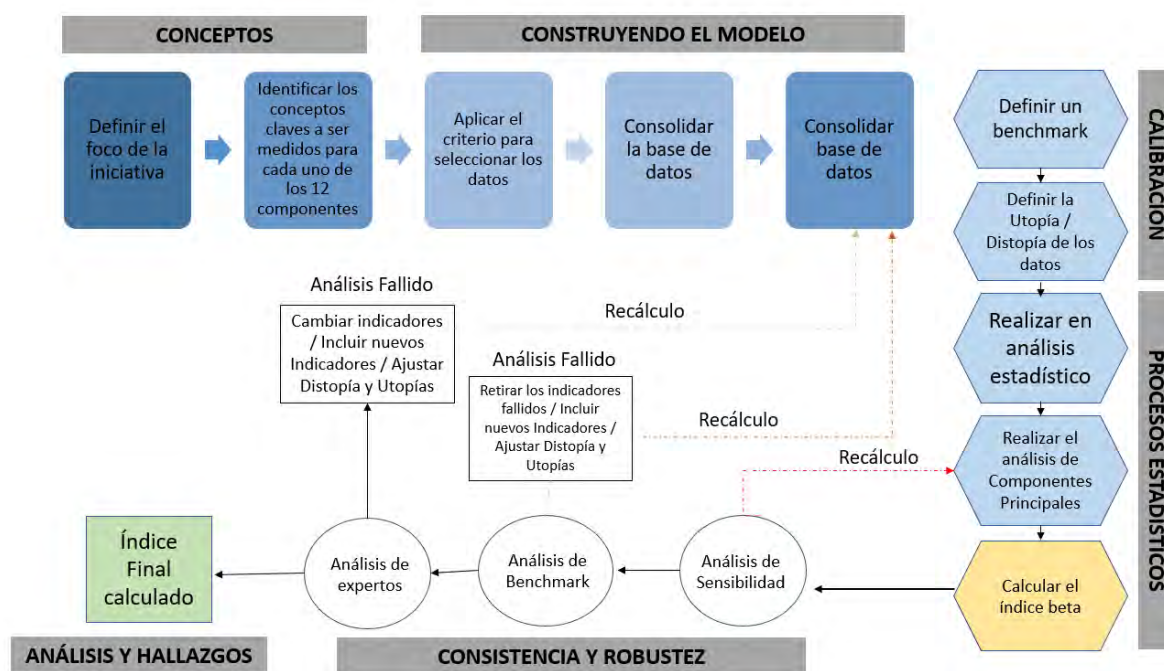 CONCEPTOS
CONSTRUYENDO EL MODELO
Definir el
foco de la
iniciativa
Identificar los
conceptos
claves a ser
medidos para
cada uno de
los 12
componentes
Aplicar el
criterio para
seleccionar los
datos
Consolidar
la base de
datos
Consolidar
base de
datos
Definir un
benchmark
Definir la
Utopía /
Distopía de los
datos
CALIBRACION
Realizar en
análisis
estadístico
Realizar el
análisis de
Componentes
Principales
Calcular el
índice beta
PROCESOS ESTADISTICOS
Análisis Fallido
Cambiar indicadores
/ Incluir nuevos
Indicadores / Ajustar
Distopía y Utopías
Recálculo
Análisis Fallido
Retirar los indicadores
fallidos / Incluir
nuevos Indicadores /
Ajustar Distopía y
Utopías
Recálculo
Recálculo
Análisis de
Sensibilidad
Análisis de
Benchmark
Análisis de
expertos
Índice
Final
calculado
ANÁLISIS Y HALLAZGOS
CONSISTENCIA Y ROBUSTEZ